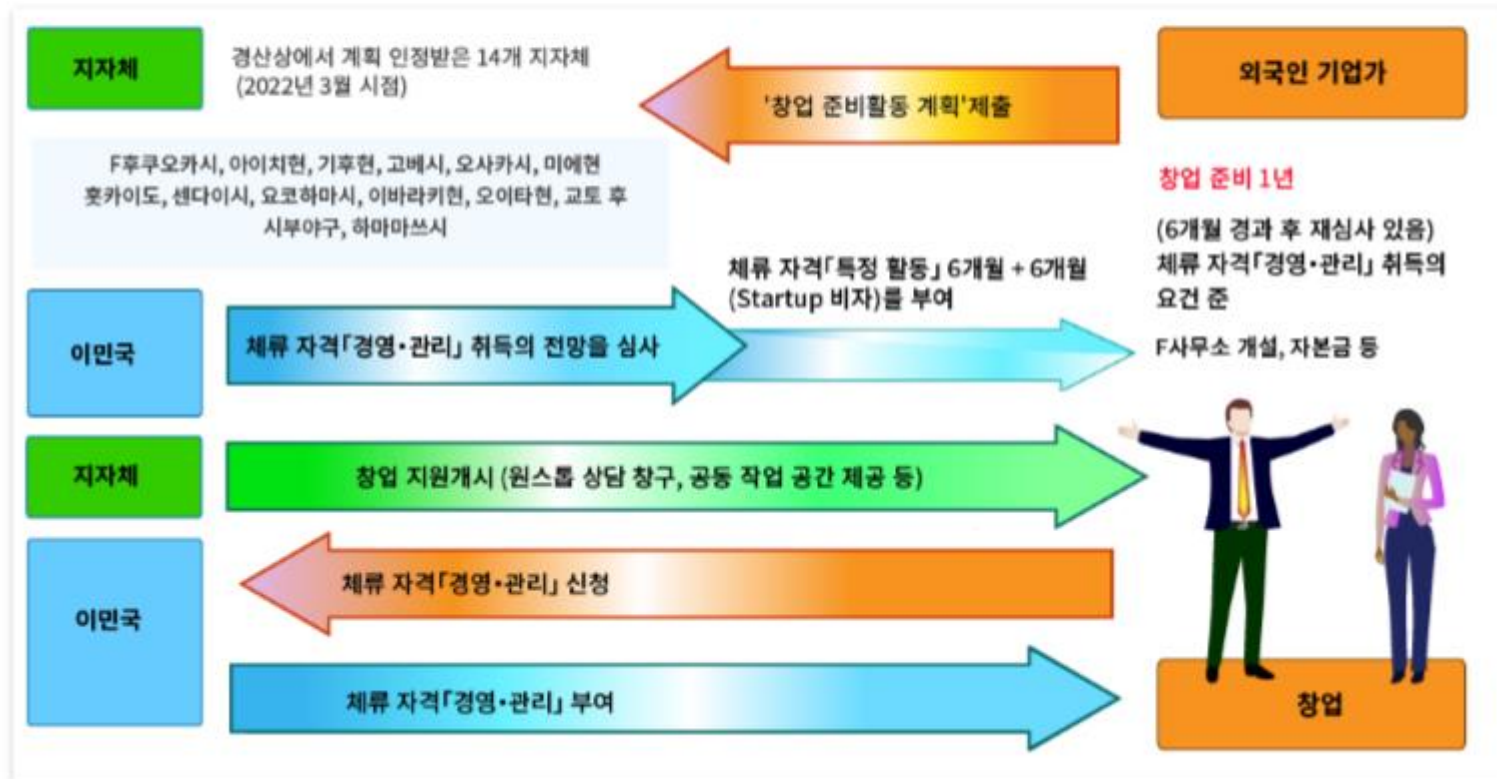 지자체
경산상에서 계획 인정받은 14개 지자체
(2022년 3월 시점)
'창업 준비활동 계획'제출
외국인 기업가
F후쿠오카시, 아이치현, 기후현, 고베시, 오사카시, 미에현
홋카이도, 센다이시, 요코하마시, 이바라키현, 오이타현, 교토 후
시부야구, 하마마쓰시
창업 준비 1년
(6개월 경과 후 재심사 있음)
체류 자격「경영•관리」 취득의
요건 준
F사무소 개설, 자본금 등
이민국
체류 자격「경영•관리」 취득의 전망을 심사
체류 자격「특정 활동」 6개월 + 6개월
(Startup 비자)를 부여
지자체
창업 지원개시 (원스톱 상담 창구, 공동 작업 공간 제공 등)
이민국
체류 자격「경영•관리」 신청
체류 자격「경영•관리」 부여
창업